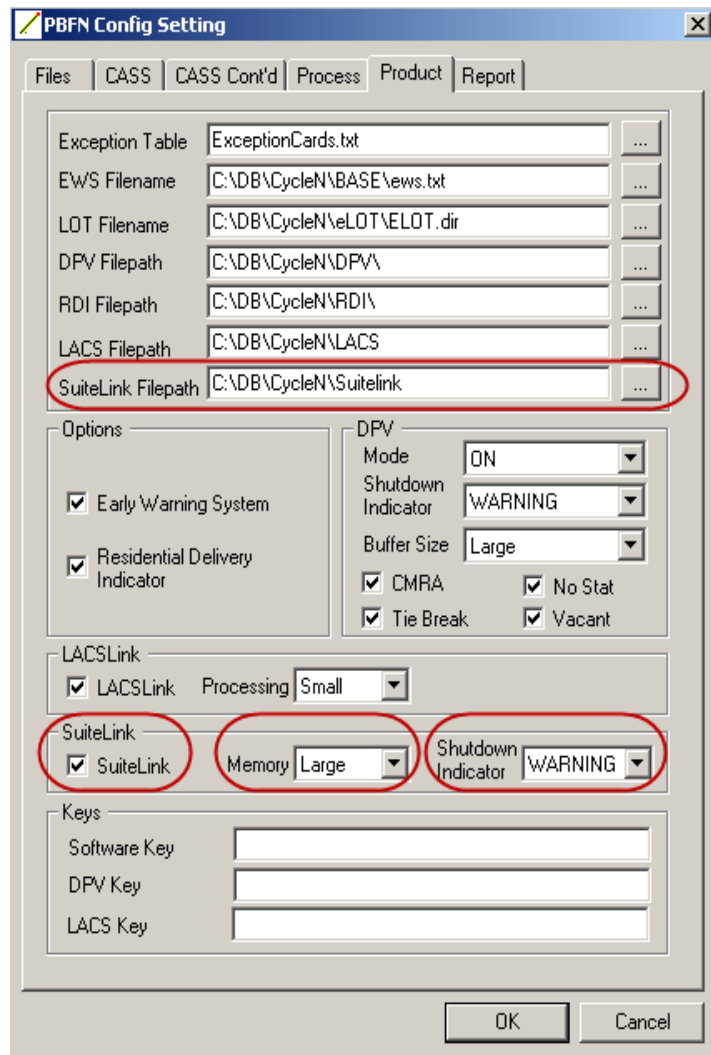 PBFN Config Setting
Files CASS CASS Cont'd Process Product Report
Exception Table ExceptionCards.txt ...
EWS Filename C:\DB\CycleN\BASE\ews.txt ...
LOT Filename C:\DB\CycleN\eLOT\ELOT.dir ...
DPV Filepath C:\DB\CycleN\DPV\ ...
RDI Filepath C:\DB\CycleN\RDI\ ...
LACS Filepath C:\DB\CycleN\LACS ...
SuiteLink Filepath C:\DB\CycleN\Suitelink ...
Options
Early Warning System
Residential Delivery
Indicator
DPV
Mode ON
Shutdown
Indicator WARNING
Buffer Size Large
CMRA No Stat
Tie Break Vacant
LACSLink
LACSLink Processing Small
SuiteLink
SuiteLink Memory Large Shutdown
Indicator WARNING
Keys
Software Key
DPV Key
LACS Key
OK Cancel